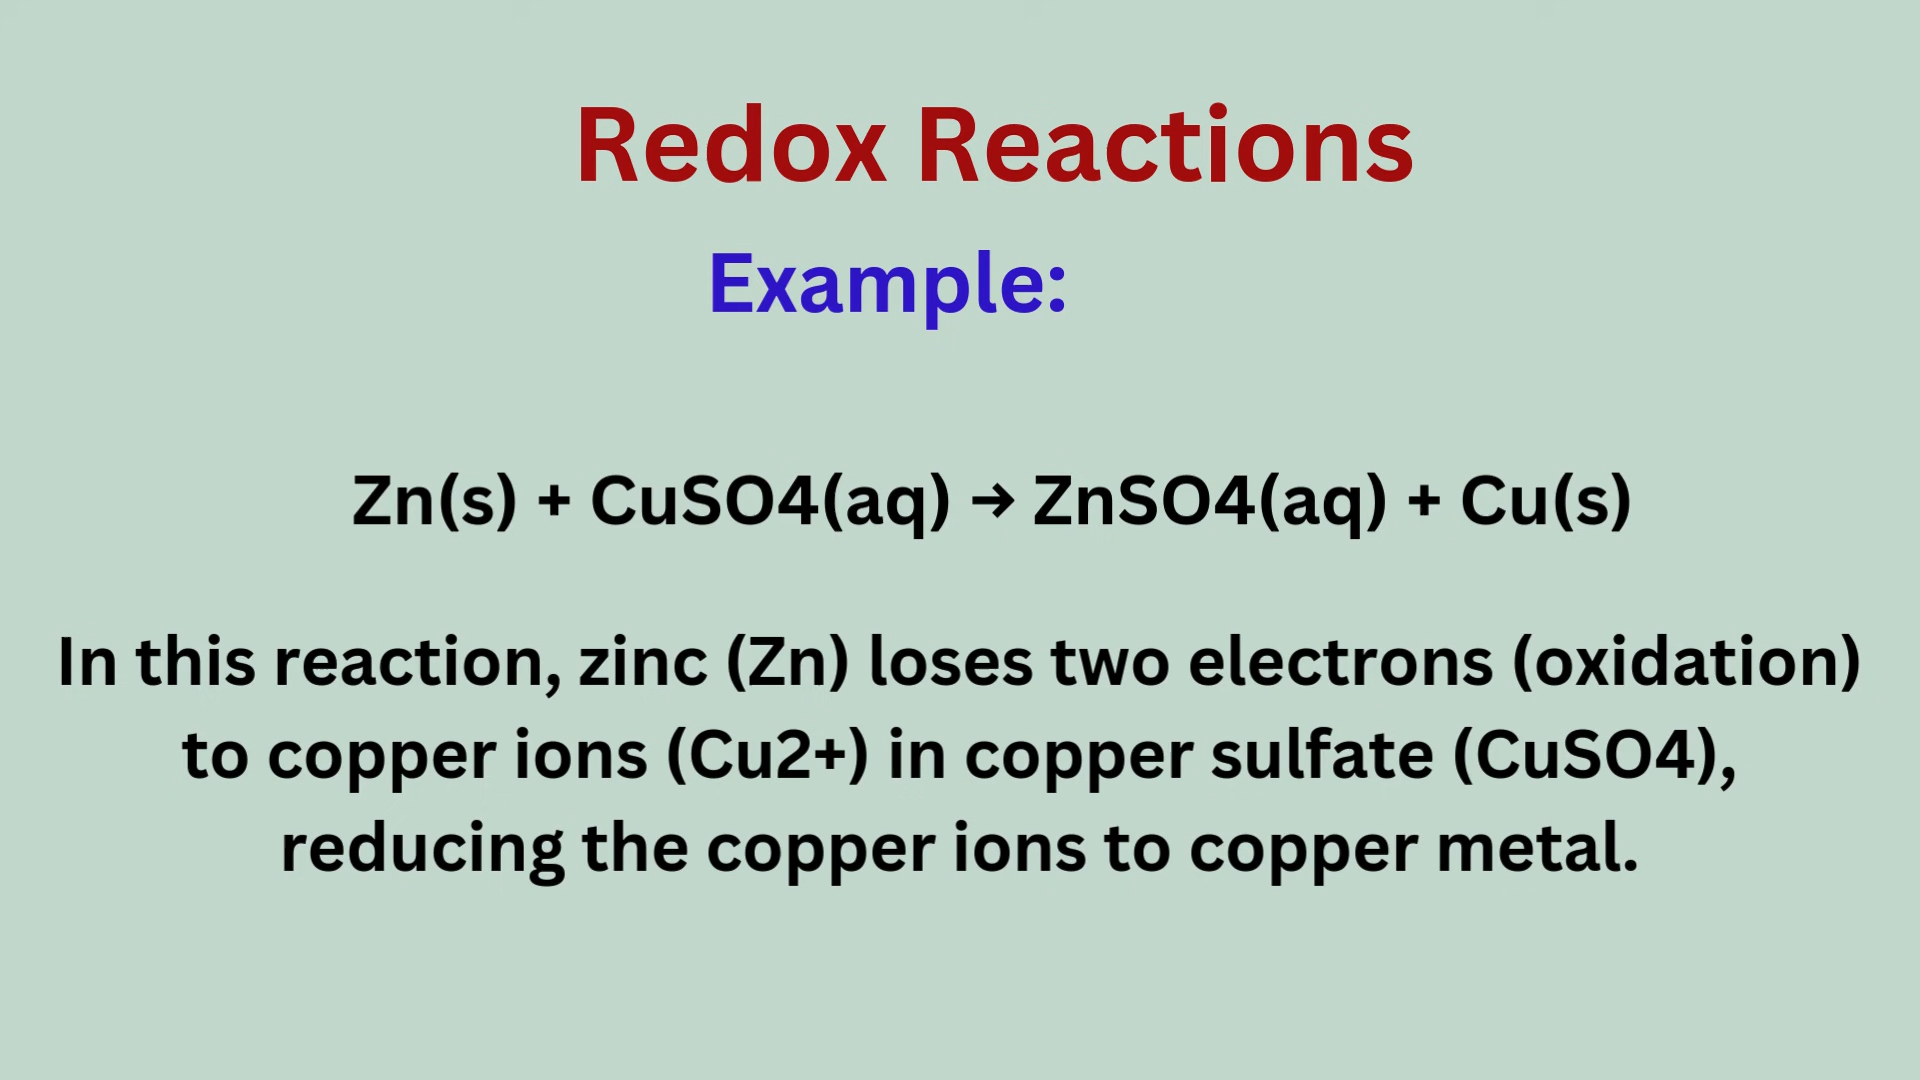 Redox Reactions
Example:
Zn(s) + CuSO4(aq) → ZnSO4(aq) + Cu(s)
In this reaction, zinc (Zn) loses two electrons (oxidation)
to copper ions (Cu2+) in copper sulfate (CuSO4),
reducing the copper ions to copper metal.